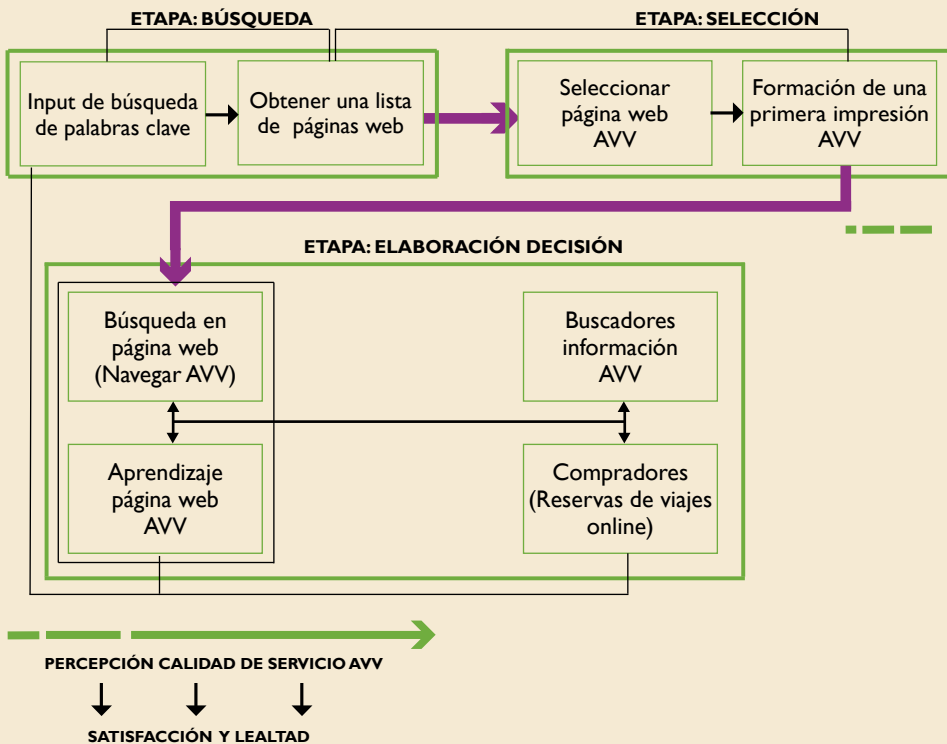 ETAPA: BÚSQUEDA
ETAPA: SELECCIÓN
Input de búsqueda
de palabras clave
Obtener una lista
de páginas web
Seleccionar
página web
AVV
Formación de una
primera impresión
AVV
ETAPA: ELABORACIÓN DECISIÓN
Búsqueda en
página web
(Navegar AVV)
Buscadores
información
AVV
Aprendizaje
página web
AVV
Compradores
(Reservas de viajes
online)
PERCEPCIÓN CALIDAD DE SERVICIO AVV
SATISFACCIÓN Y LEALTAD